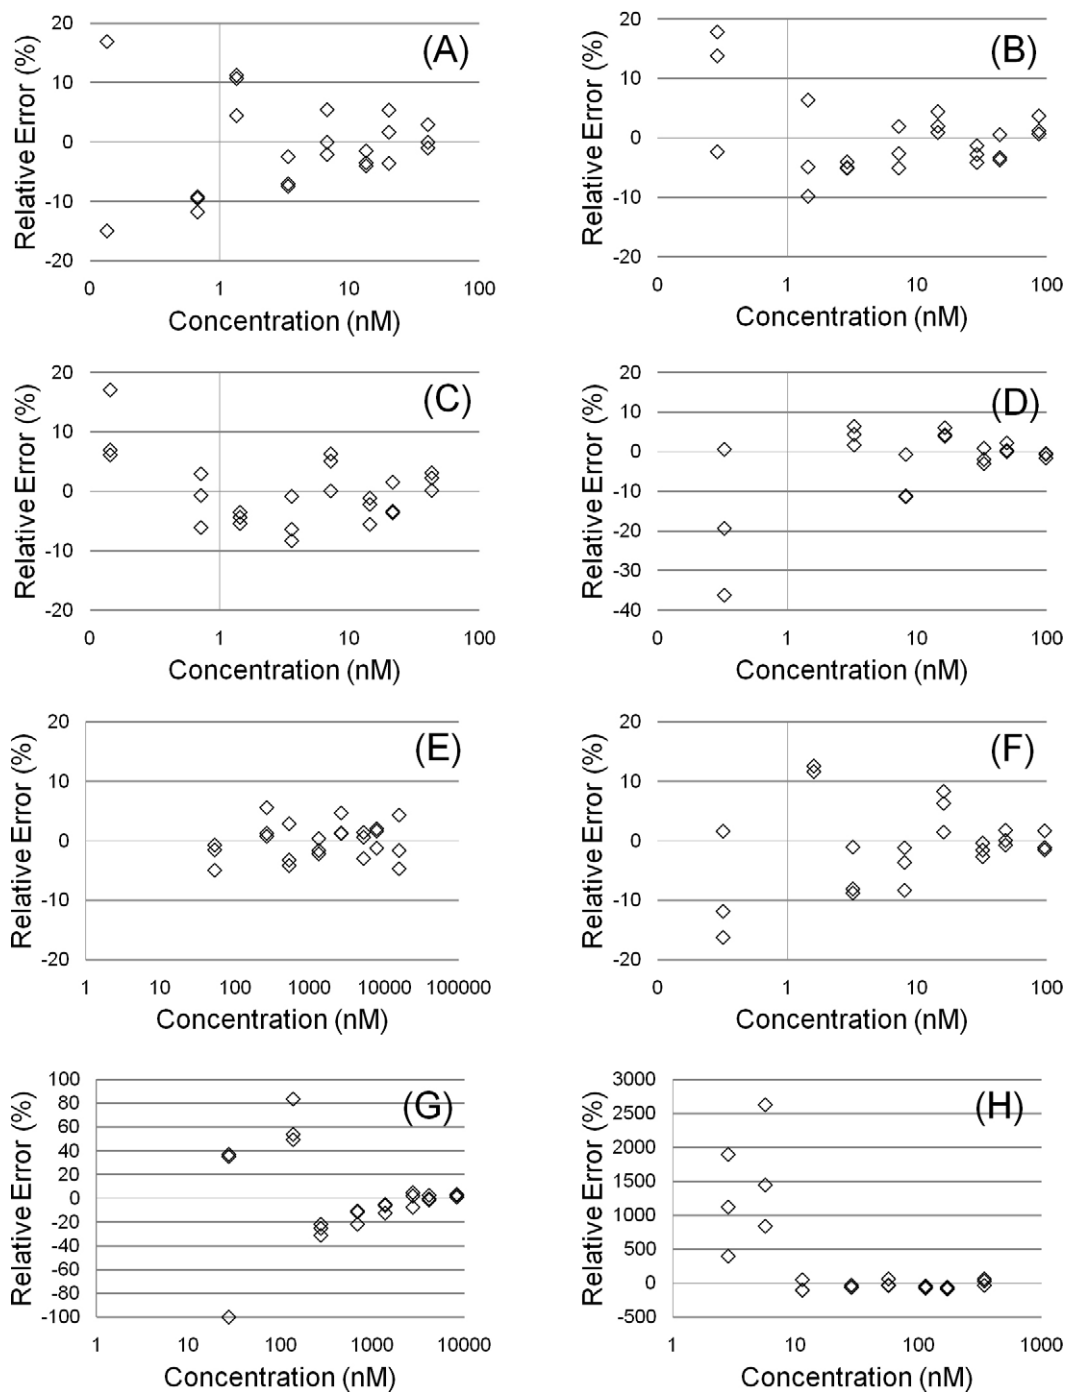 20
10
0
-10
-20
Relative Error (%)
(A)
0 1 10 100
Concentration (nM)
20
10
0
-10
-20
Relative Error (%)
(B)
0 1 10 100
Concentration (nM)
20
10
0
-10
-20
Relative Error (%)
(C)
0 1 10 100
Concentration (nM)
20
10
0
-10
-20
-30
-40
Relative Error (%)
(D)
0 1 10 100
Concentration (nM)
20
10
0
-10
-20
Relative Error (%)
(E)
1 10 100 1000 10000 100000
Concentration (nM)
20
10
0
-10
-20
Relative Error (%)
(F)
0 1 10 100
Concentration (nM)
100
80
60
40
20
0
-20
-40
-60
-80
-100
Relative Error (%)
(G)
1 10 100 1000 10000
Concentration (nM)
3000
2500
2000
1500
1000
500
0
-500
Relative Error (%)
(H)
1 10 100 1000
Concentration (nM)